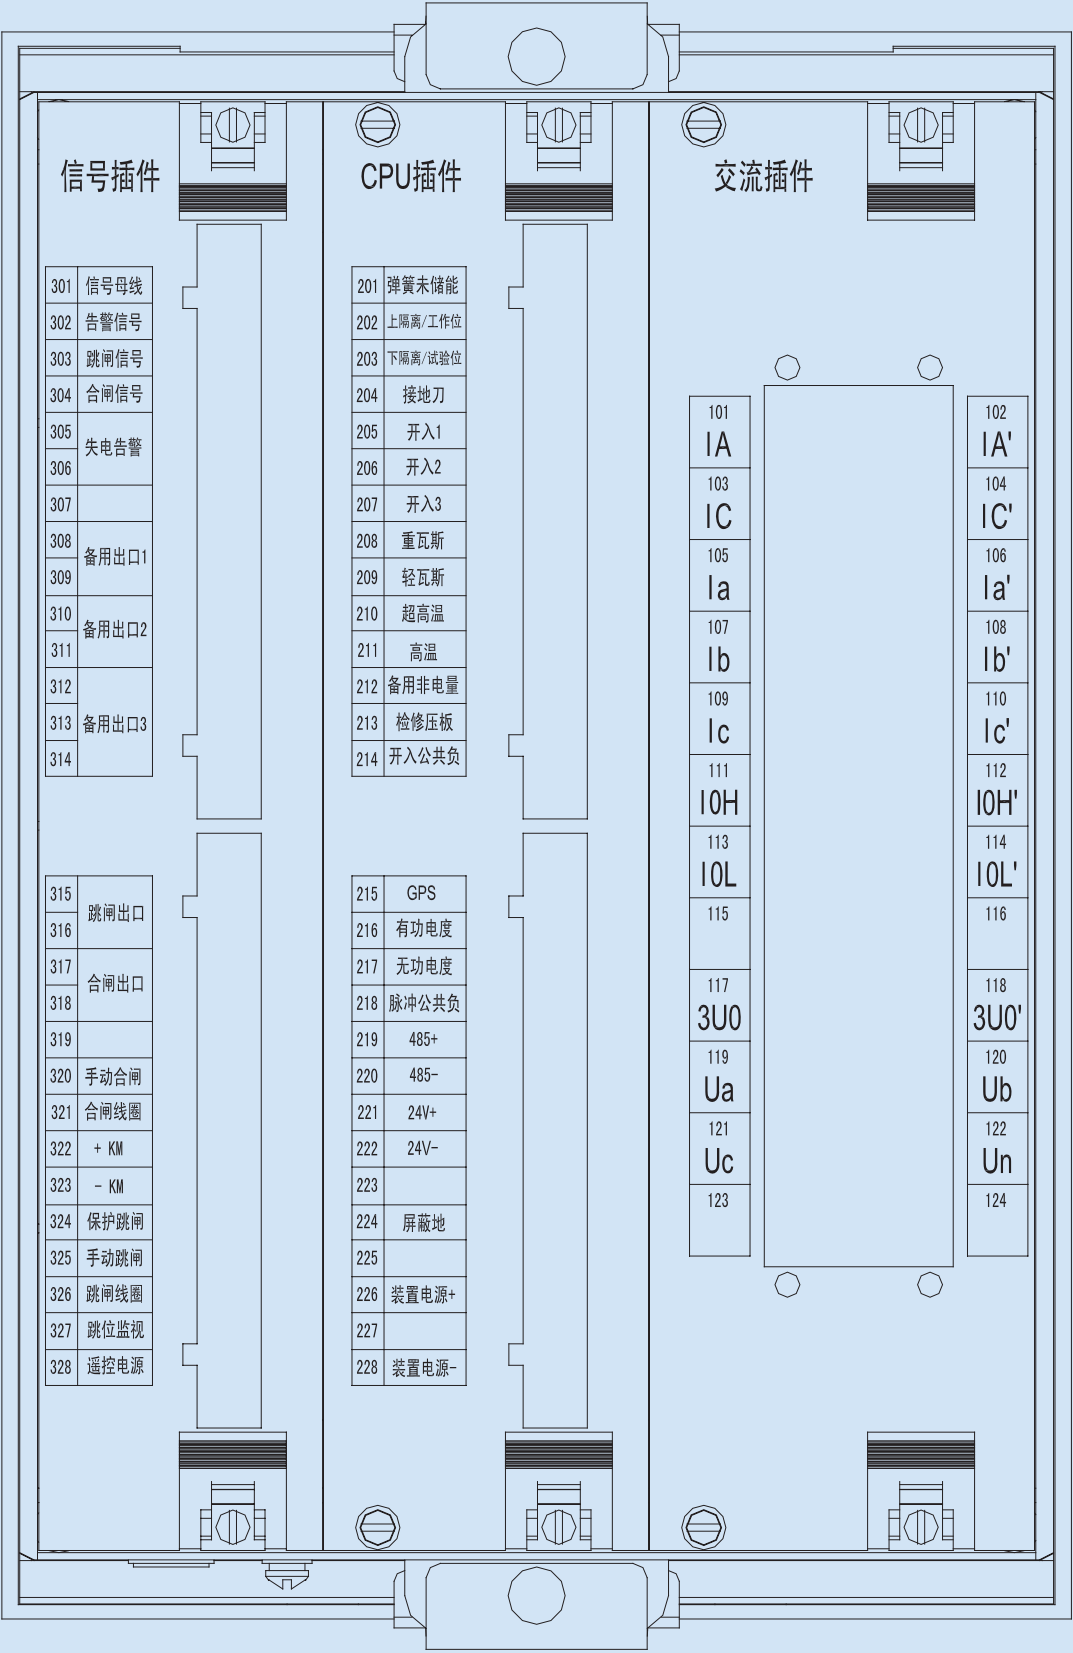 信号插件
301 信号母线
302 告警信号
303 跳闸信号
304 合闸信号
305 失电告警
306
307
308 备用出口1
309
310 备用出口2
311
312
313 备用出口3
314
315 跳闸出口
316
317 合闸出口
318
319
320 手动合闸
321 合闸线圈
322 + KM
323 - KM
324 保护跳闸
325 手动跳闸
326 跳闸线圈
327 跳位监视
328 遥控电源
CPU插件
201 弹簧未储能
202 上隔离/工作位
203 下隔离/试验位
204 接地刀
205 开入1
206 开入2
207 开入3
208 重瓦斯
209 轻瓦斯
210 超高温
211 高温
212 备用非电量
213 检修压板
214 开入公共负
215 GPS
216 有功电度
217 无功电度
218 脉冲公共负
219 485+
220 485-
221 24V+
222 24V-
223
224 屏蔽地
225
226 装置电源+
227
228 装置电源-
交流插件
101 102
IA IA'
103 104
IC IC'
105 106
Ia Ia'
107 108
Ib Ib'
109 110
Ic Ic'
111 112
I0H I0H'
113 114
I0L I0L'
115 116
117 118
3U0 3U0'
119 120
Ua Ub
121 122
Uc Un
123 124